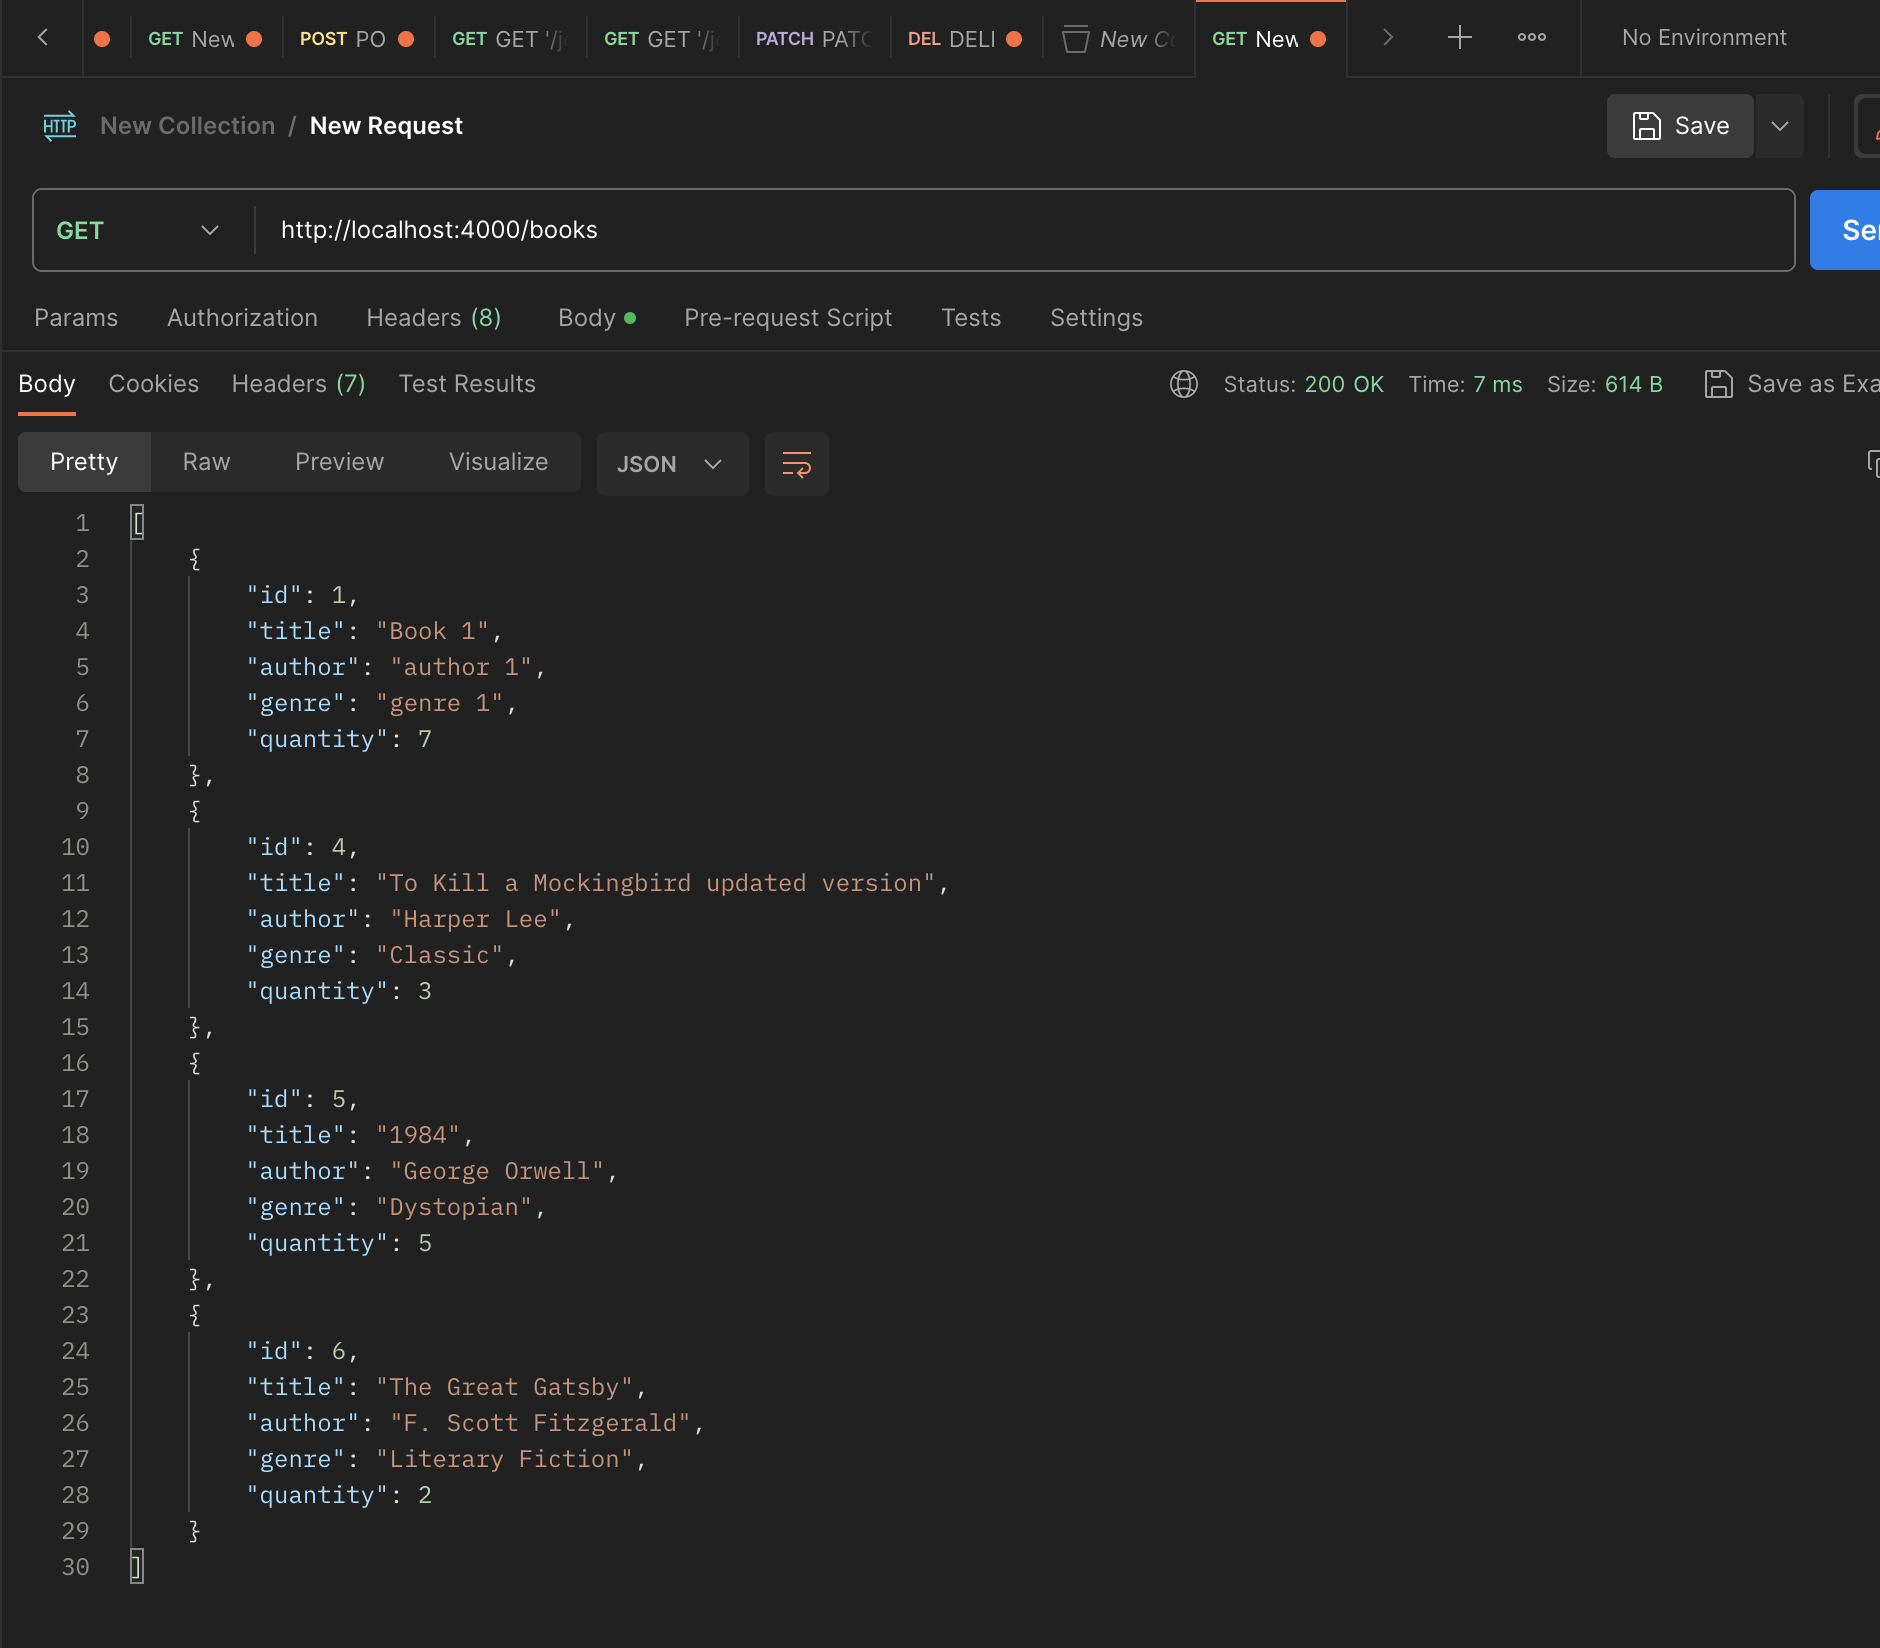 GET New POST PO GET GET '/j GET GET '/j PATCH PATC DEL DELI New C GET New No Environment
HTTP New Collection / New Request Save
GET http://localhost:4000/books
Params Authorization Headers (8) Body Pre-request Script Tests Settings
Body Cookies Headers (7) Test Results Status: 200 OK Time: 7 ms Size: 614 B Save as Exa
Pretty Raw Preview Visualize JSON
1 [
2 {
3 "id": 1,
4 "title": "Book 1",
5 "author": "author 1",
6 "genre": "genre 1",
7 "quantity": 7
8 },
9 {
10 "id": 4,
11 "title": "To Kill a Mockingbird updated version",
12 "author": "Harper Lee",
13 "genre": "Classic",
14 "quantity": 3
15 },
16 {
17 "id": 5,
18 "title": "1984",
19 "author": "George Orwell",
20 "genre": "Dystopian",
21 "quantity": 5
22 },
23 {
24 "id": 6,
25 "title": "The Great Gatsby",
26 "author": "F. Scott Fitzgerald",
27 "genre": "Literary Fiction",
28 "quantity": 2
29 }
30 ]